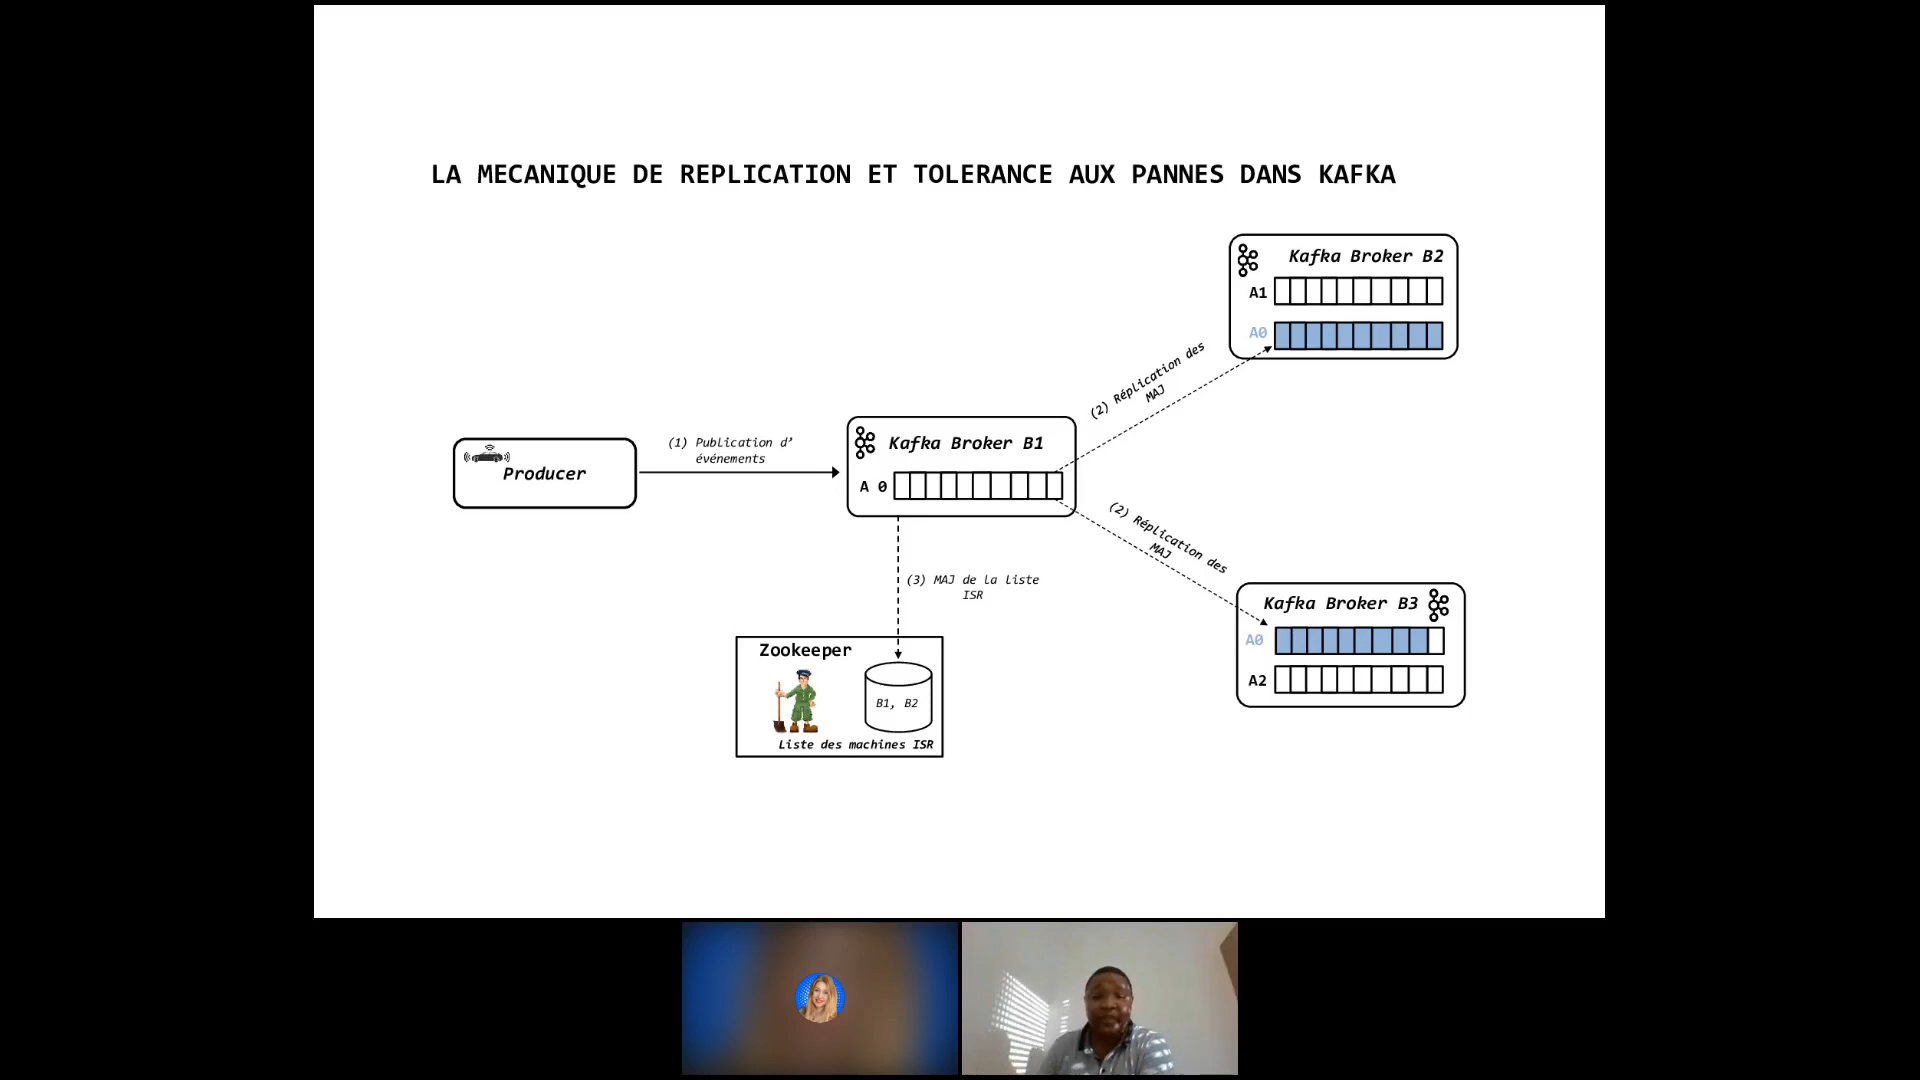 LA MECANIQUE DE REPLICATION ET TOLERANCE AUX PANNES DANS KAFKA
Kafka Broker B2
A1
A0
(2) Réplication des
MAJ
Producer
(1) Publication d’
événements
Kafka Broker B1
A 0
(2) Réplication des
MAJ
(3) MAJ de la liste
ISR
Kafka Broker B3
A0
A2
Zookeeper
B1, B2
Liste des machines ISR